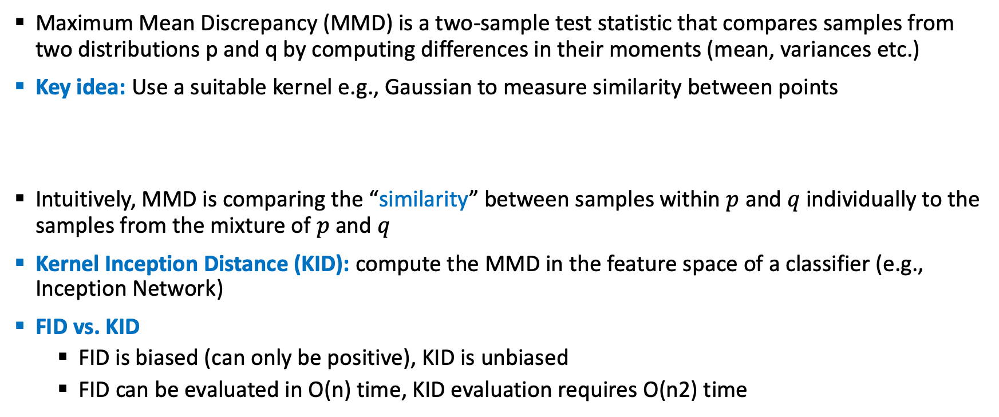 ▪ Maximum Mean Discrepancy (MMD) is a two-sample test statistic that compares samples from
two distributions p and q by computing differences in their moments (mean, variances etc.)
▪ Key idea: Use a suitable kernel e.g., Gaussian to measure similarity between points
▪ Intuitively, MMD is comparing the “similarity” between samples within p and q individually to the
samples from the mixture of p and q
▪ Kernel Inception Distance (KID): compute the MMD in the feature space of a classifier (e.g.,
Inception Network)
▪ FID vs. KID
▪ FID is biased (can only be positive), KID is unbiased
▪ FID can be evaluated in O(n) time, KID evaluation requires O(n2) time